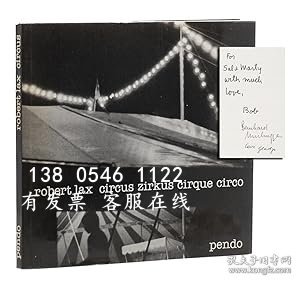 robert lax circus
pendo
For
Sal & Marty
with much
love,
Bob
138 0546 1122
robert lax circus zirkus cirque circo
有发票 客服在线
pendo